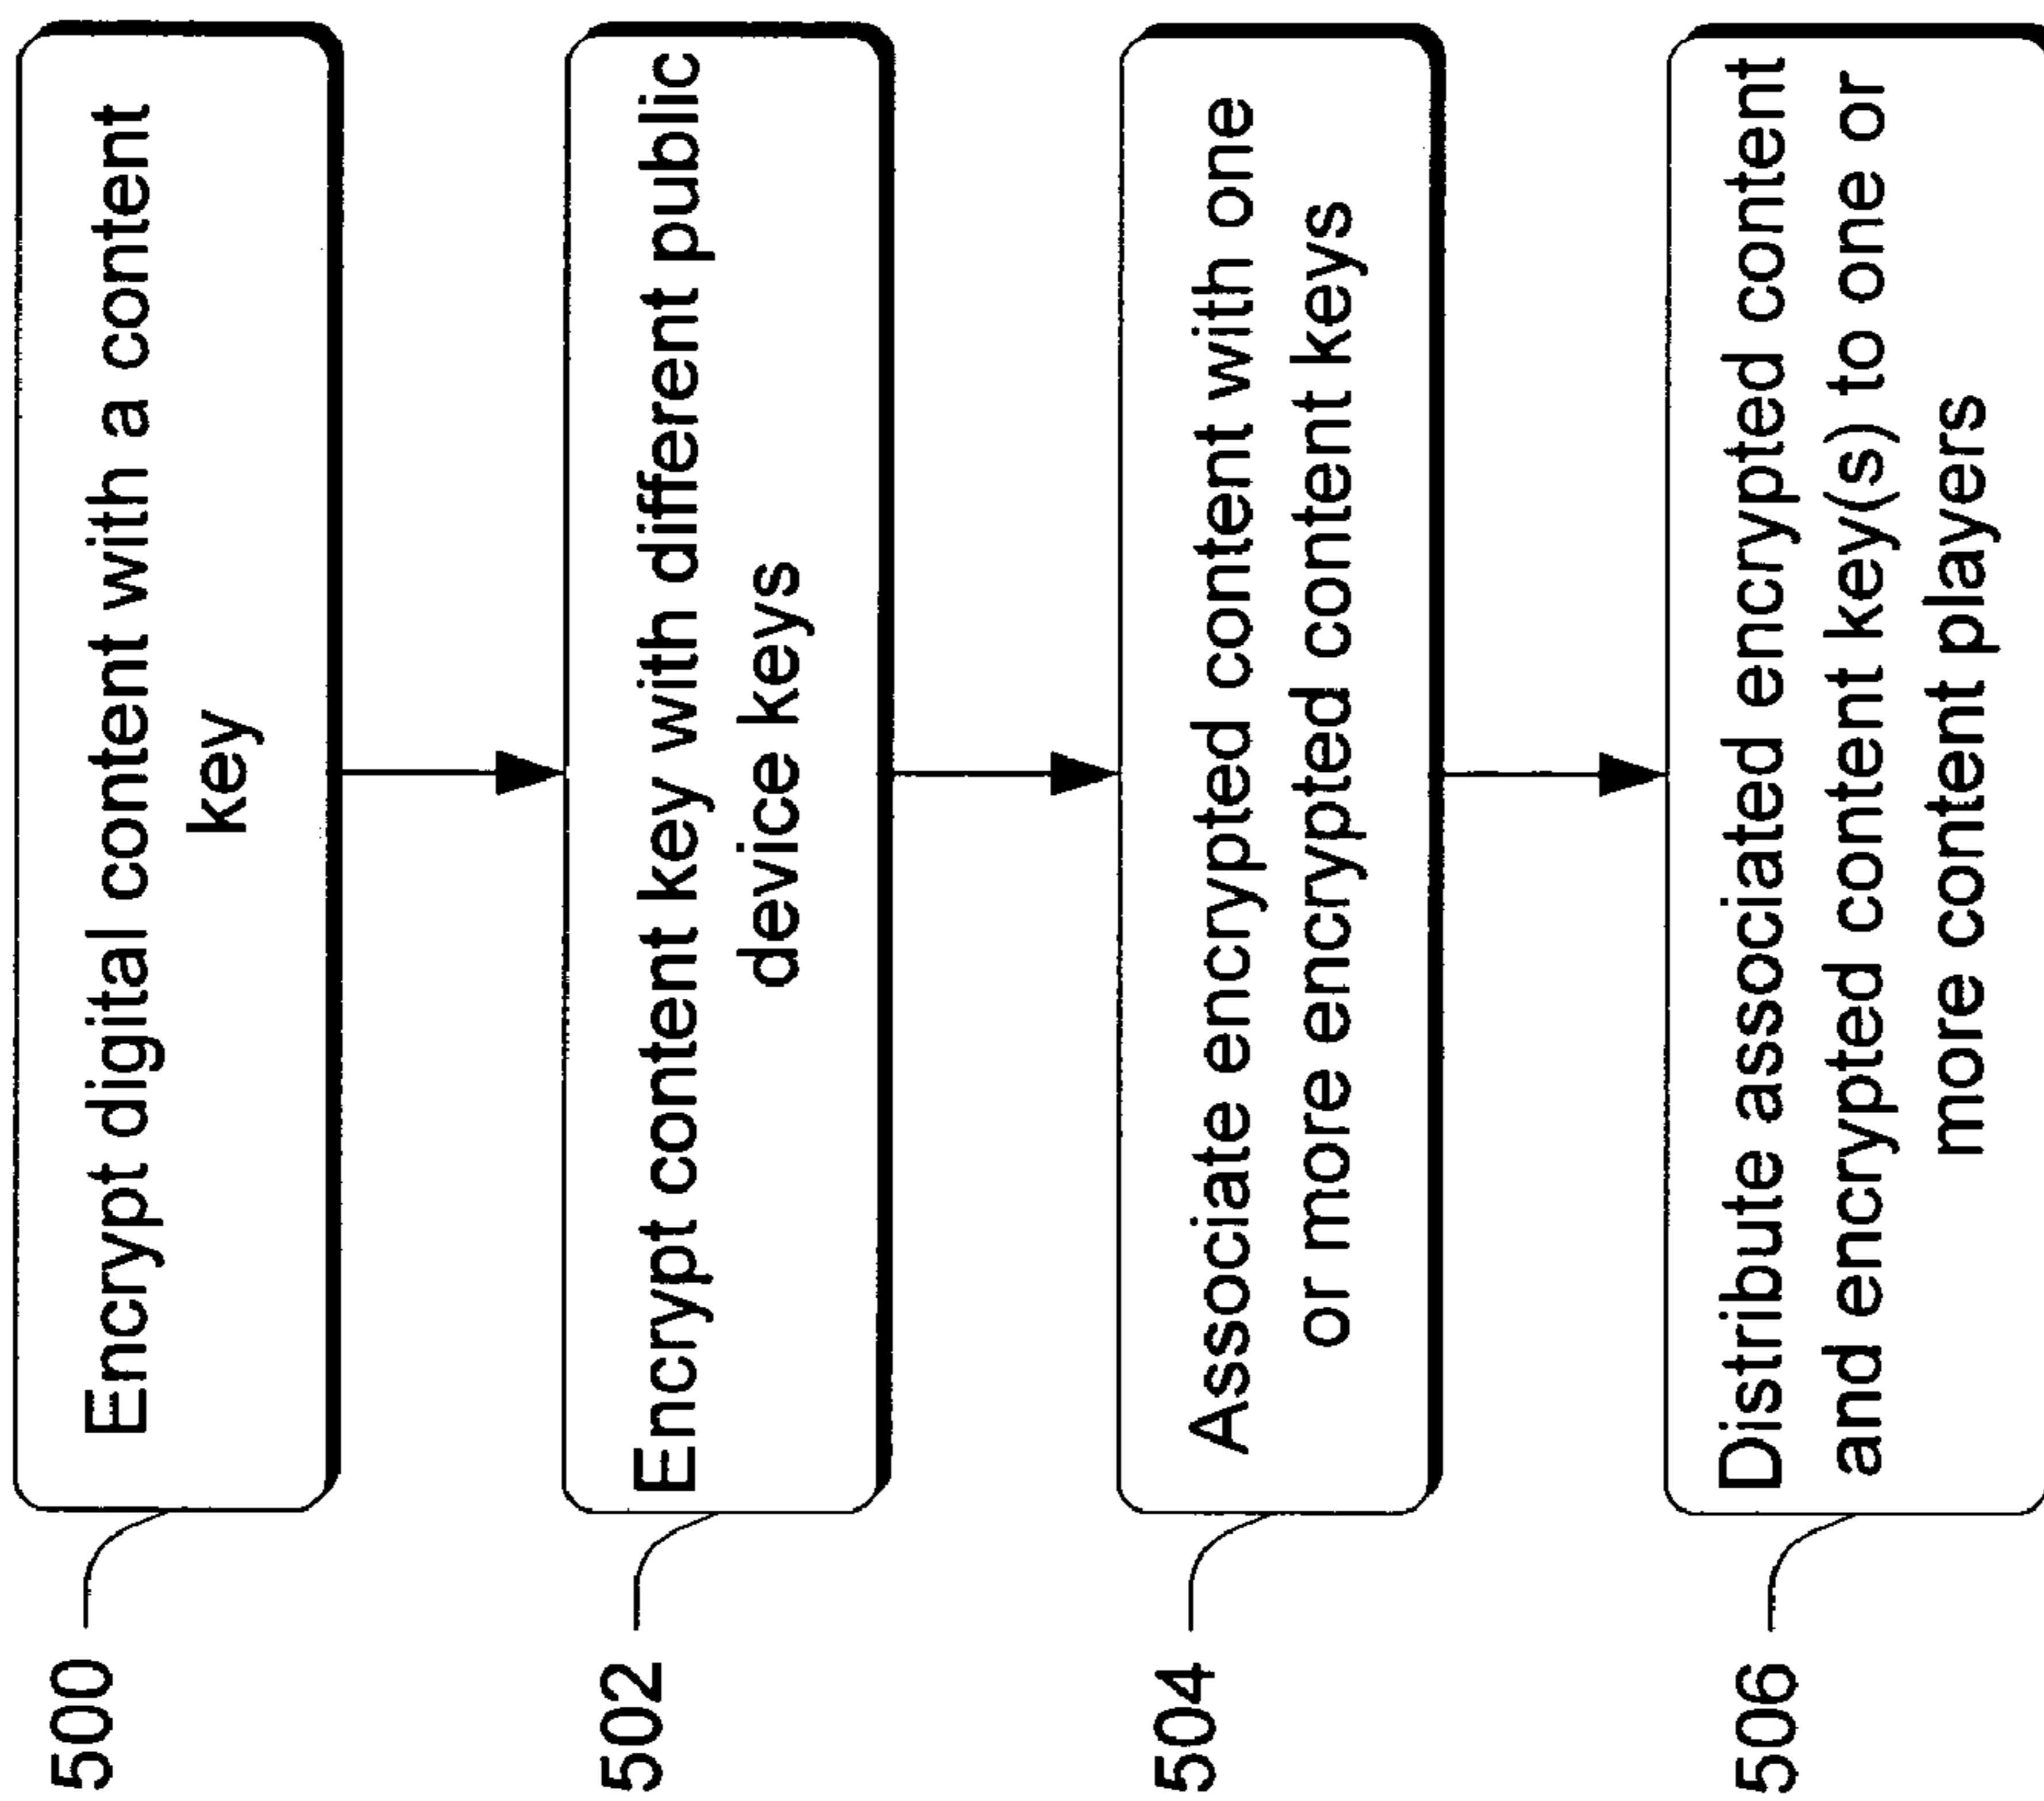 500
Encrypt digital content with a content
key
502
Encrypt content key with different public
device keys
504
Associate encrypted content with one
or more encrypted content keys
506
Distribute associated encrypted content
and encrypted content key(s) to one or
more content players